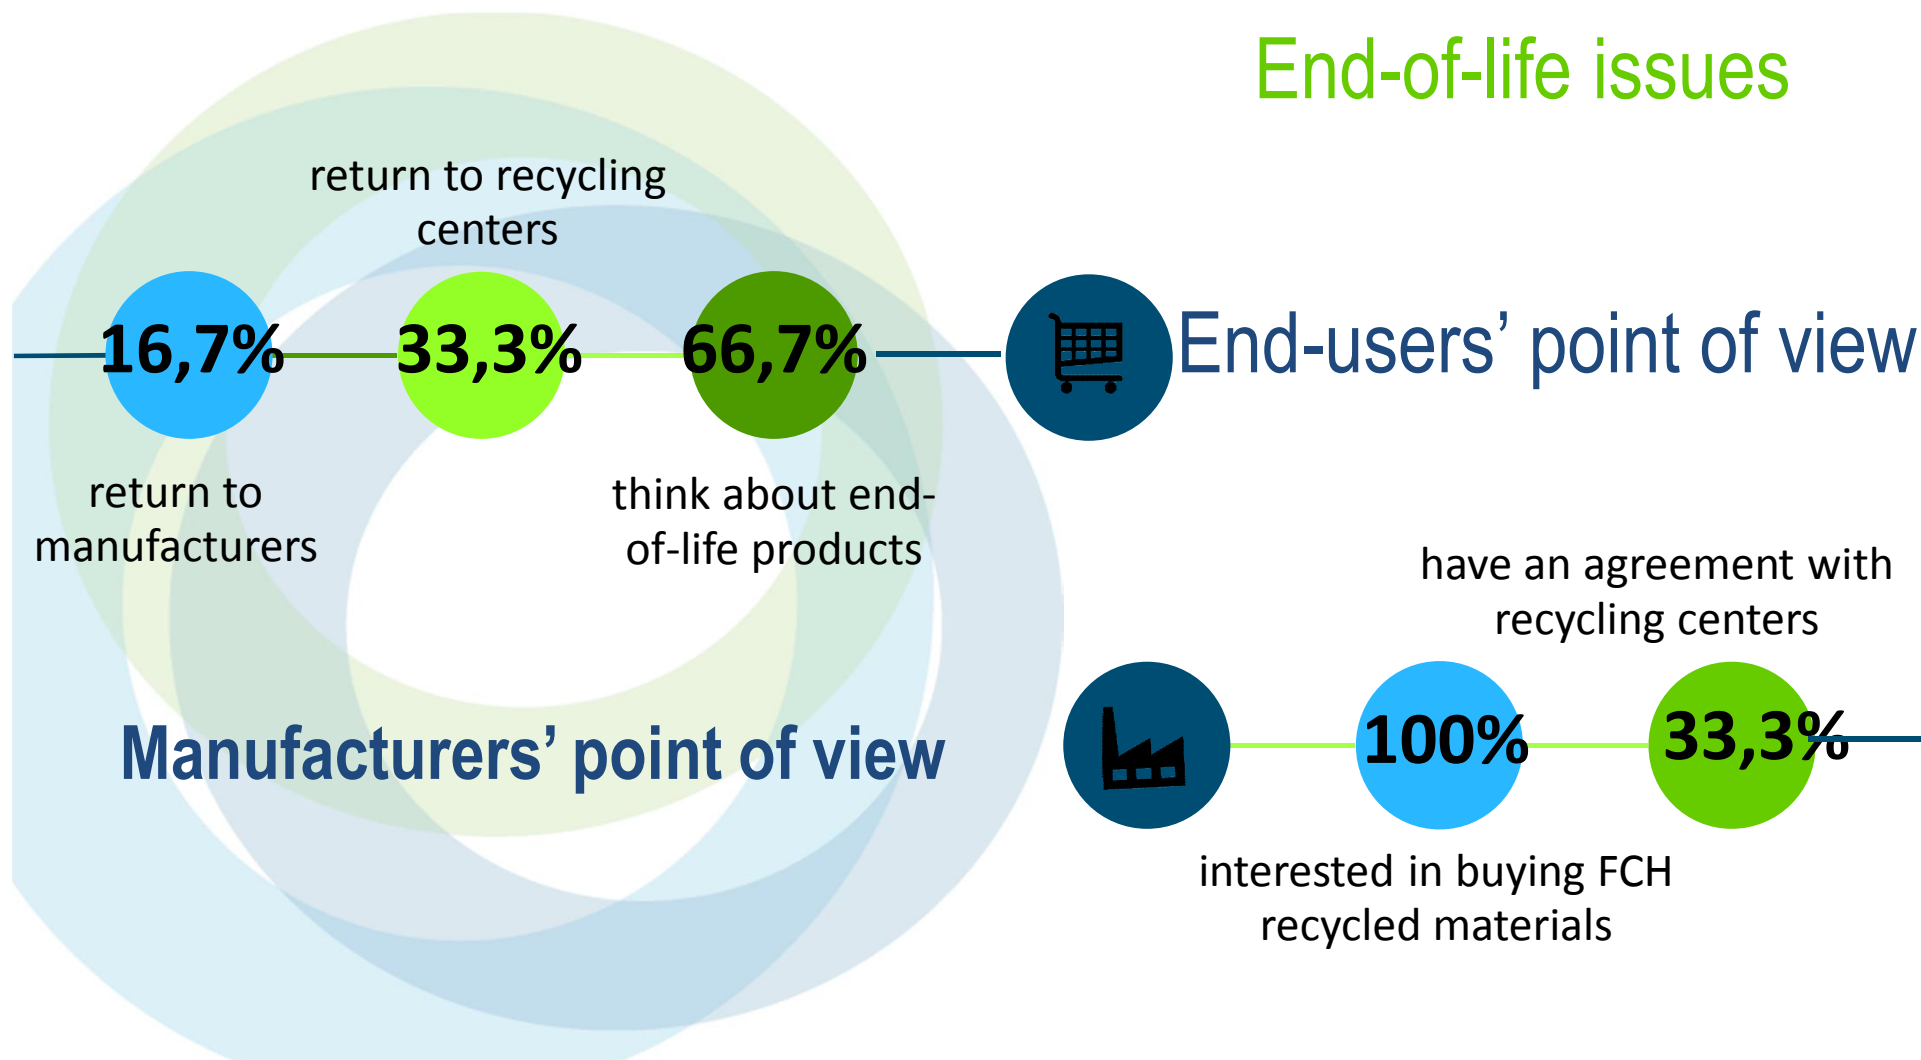 End-of-life issues
return to recycling
centers
16,7%
33,3%
66,7%
End-users’ point of view
return to
manufacturers
think about end-
of-life products
have an agreement with
recycling centers
Manufacturers’ point of view
100%
33,3%
interested in buying FCH
recycled materials